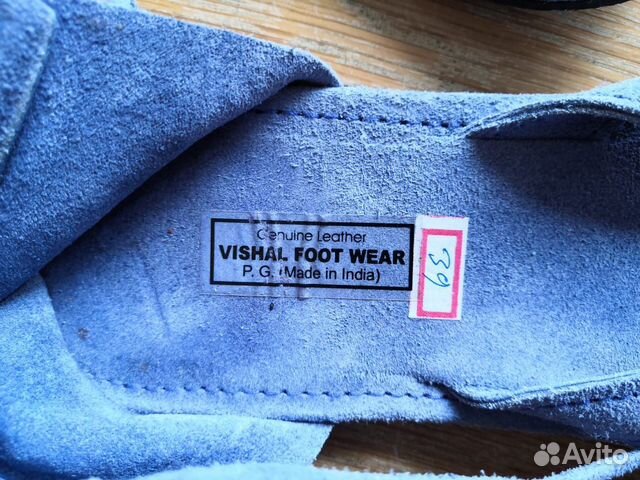 Genuine Leather
VISHAL FOOT WEAR
P. G. (Made in India)
39
Avito